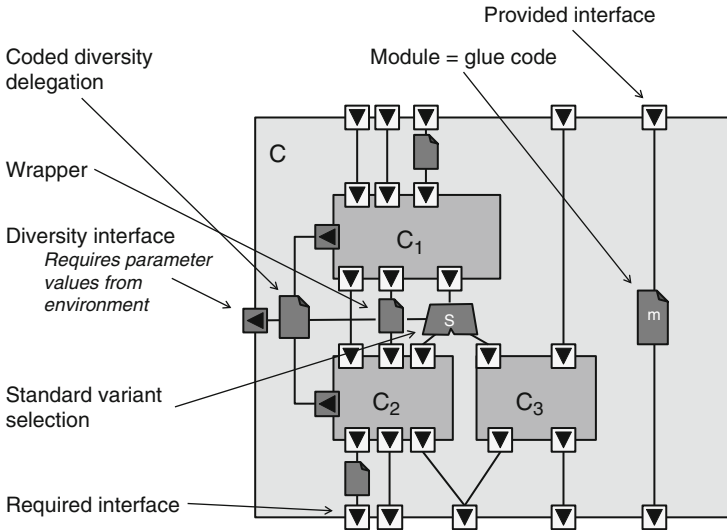 Provided interface
Coded diversity
delegation
Module = glue code
C
Wrapper
C1
Diversity interface
Requires parameter
values from
environment
S
m
Standard variant
selection
C2
C3
Required interface